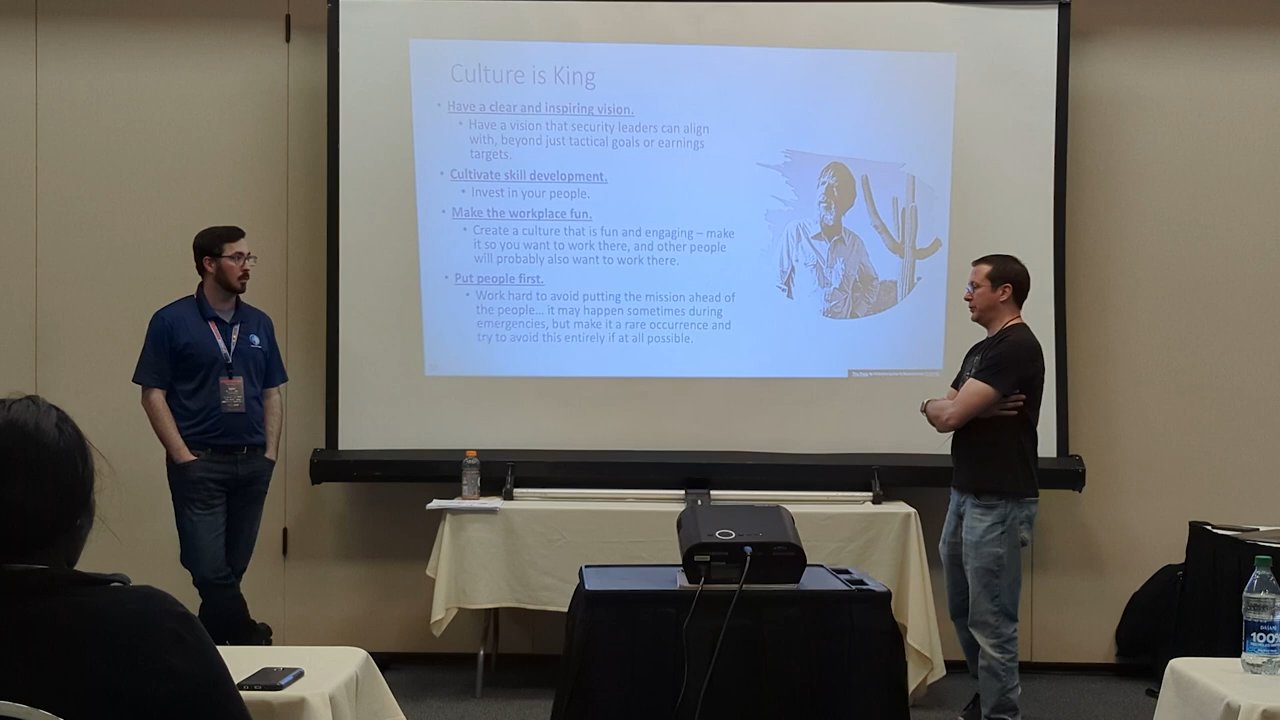 Culture is King
• Have a clear and inspiring vision.
• Have a vision that security leaders can align
with, beyond just tactical goals or earnings
targets.
• Cultivate skill development.
• Invest in your people.
• Make the workplace fun.
• Create a culture that is fun and engaging – make
it so you want to work there, and other people
will probably also want to work there.
• Put people first.
• Work hard to avoid putting the mission ahead of
the people... it may happen sometimes during
emergencies, but make it a rare occurrence and
try to avoid this entirely if at all possible.
DASANI
100%